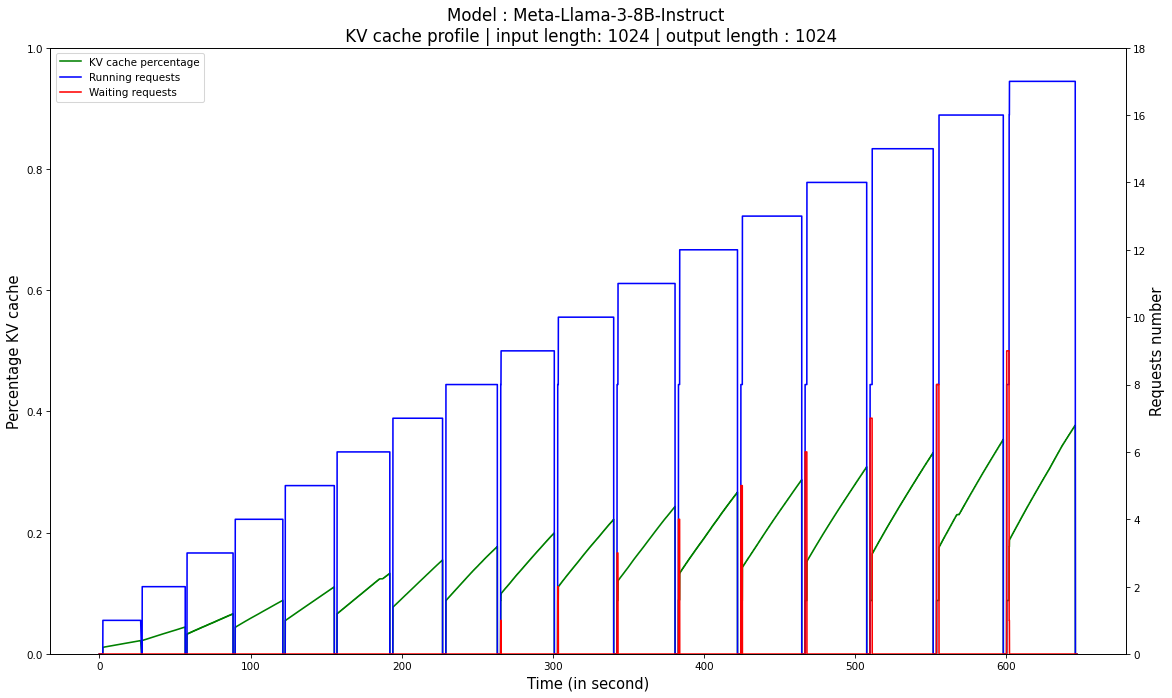 Model : Meta-Llama-3-8B-Instruct
KV cache profile | input length: 1024 | output length : 1024
KV cache percentage
Running requests
Waiting requests
Percentage KV cache
1.0
0.8
0.6
0.4
0.2
0.0
18
16
14
12
10
8
6
4
2
0
Requests number
0
100
200
300
400
500
600
Time (in second)